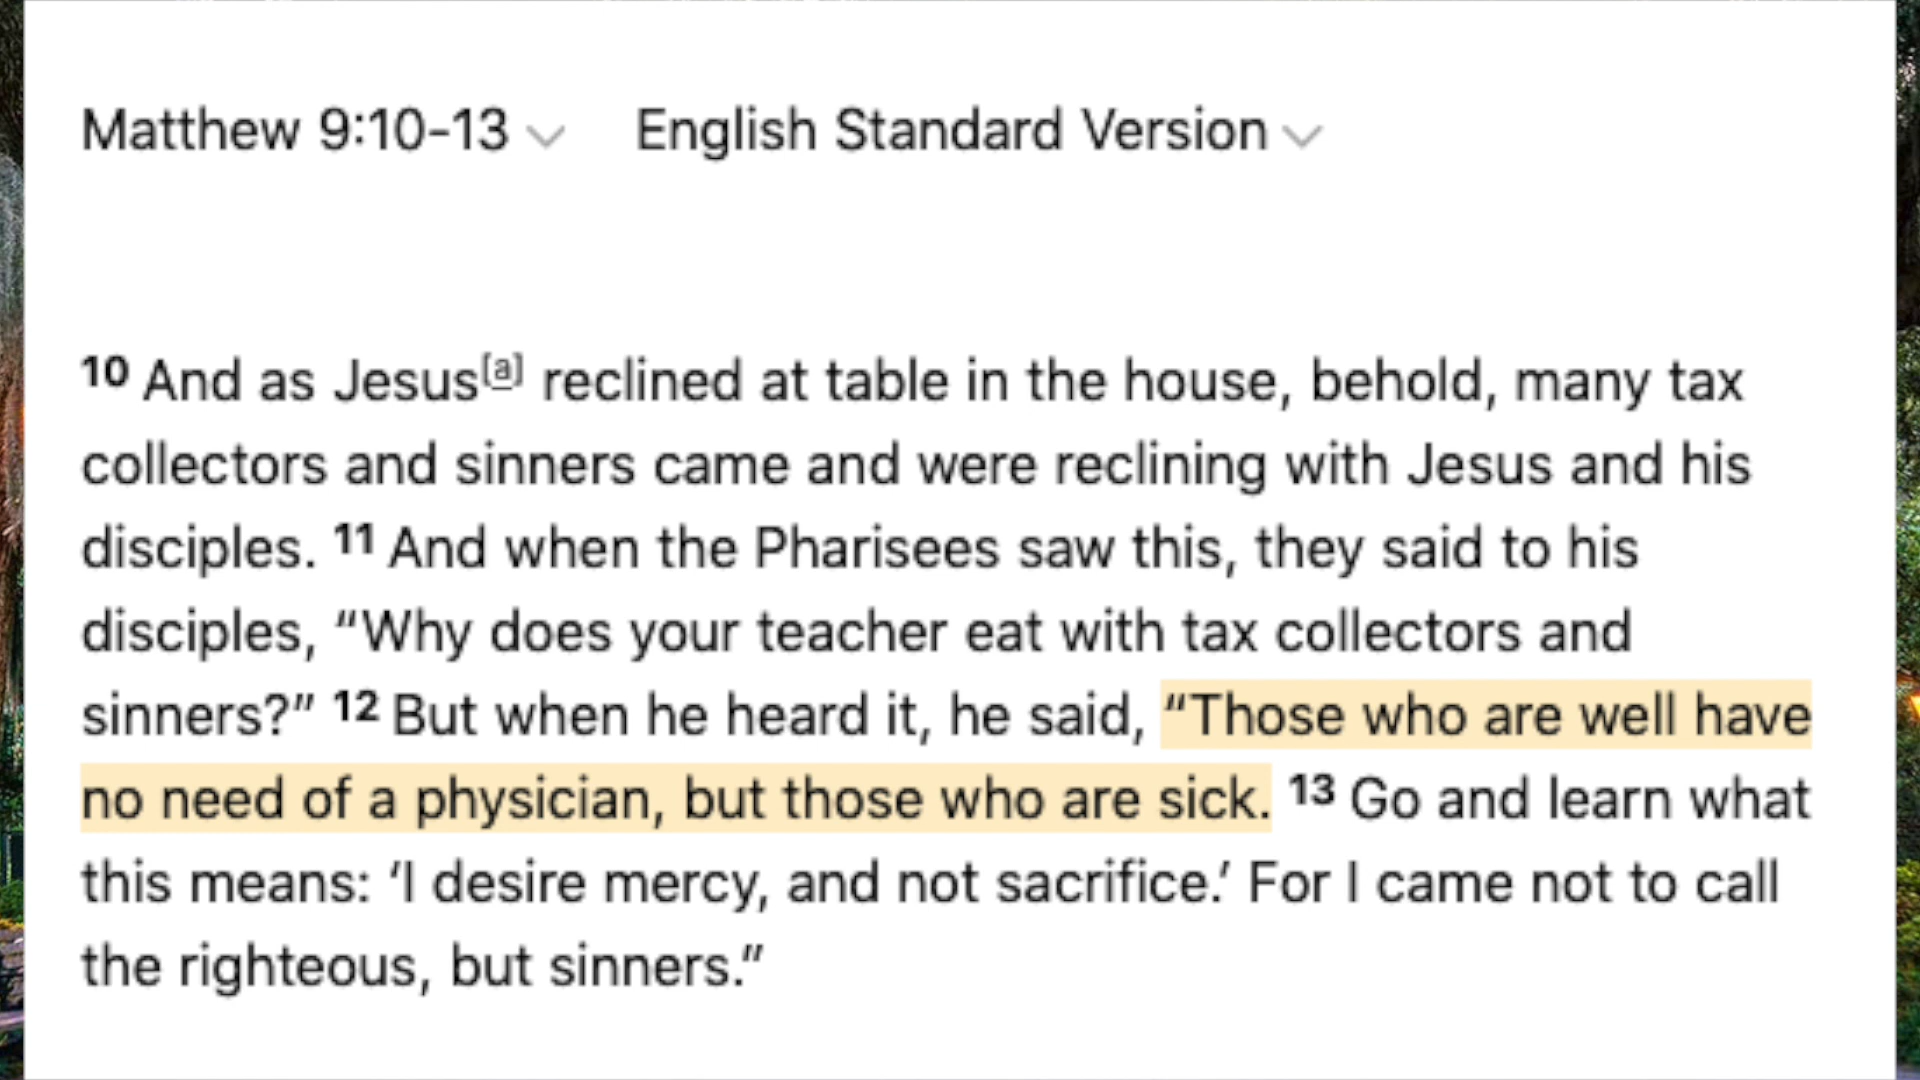 Matthew 9:10-13 English Standard Version
10 And as Jesus[a] reclined at table in the house, behold, many tax
collectors and sinners came and were reclining with Jesus and his
disciples. 11 And when the Pharisees saw this, they said to his
disciples, “Why does your teacher eat with tax collectors and
sinners?” 12 But when he heard it, he said, “Those who are well have
no need of a physician, but those who are sick. 13 Go and learn what
this means: ‘I desire mercy, and not sacrifice.’ For I came not to call
the righteous, but sinners.”